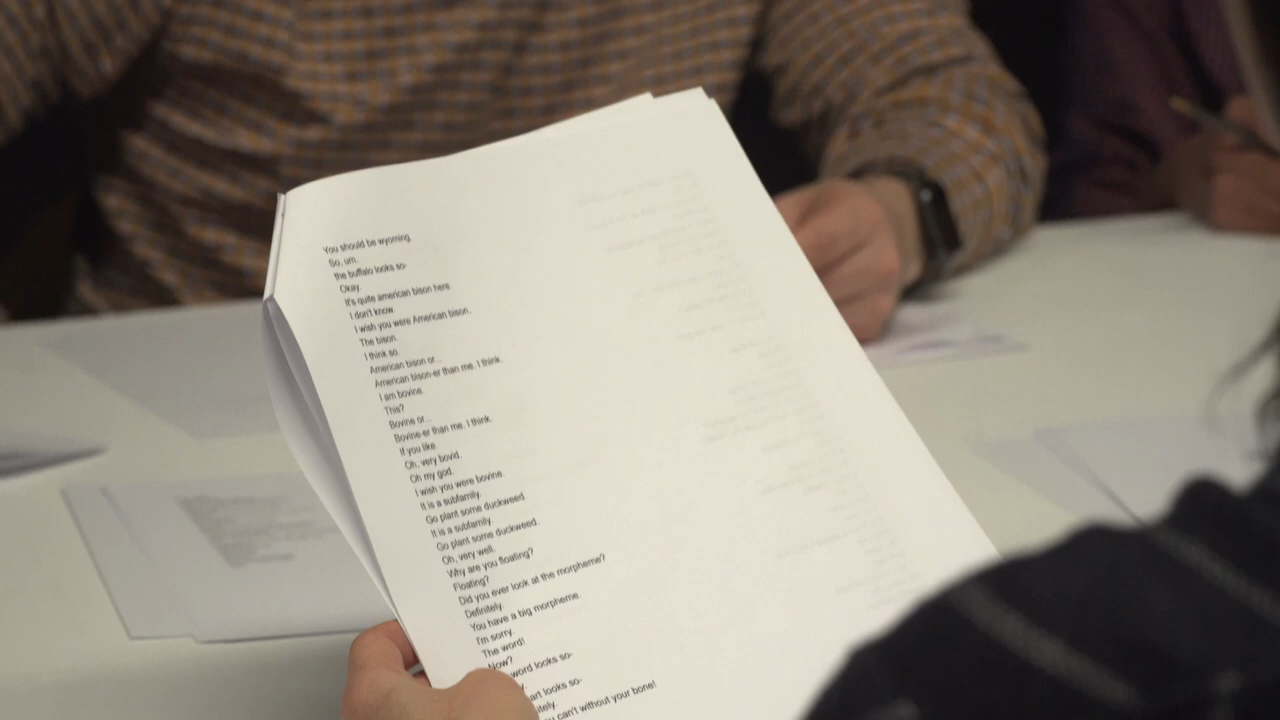 You should be wyoming.
So, um.
the buffalo looks so-
Okay.
It's quite american bison here.
I don't know.
I wish you were American bison.
The bison.
I think so.
American bison or...
American bison-er than me. I think.
I am bovine.
This?
Bovine or...
Bovine-er than me. I think.
If you like.
Oh, very bovid.
Oh my god.
I wish you were bovine.
It is a subfamily.
Go plant some duckweed.
It is a subfamily.
Go plant some duckweed.
Oh, very well.
Why are you floating?
Floating?
Did you ever look at the morpheme?
Definitely.
You have a big morpheme.
I'm sorry.
The word!
Now?
word looks so-
looks so-
can't without your bone!